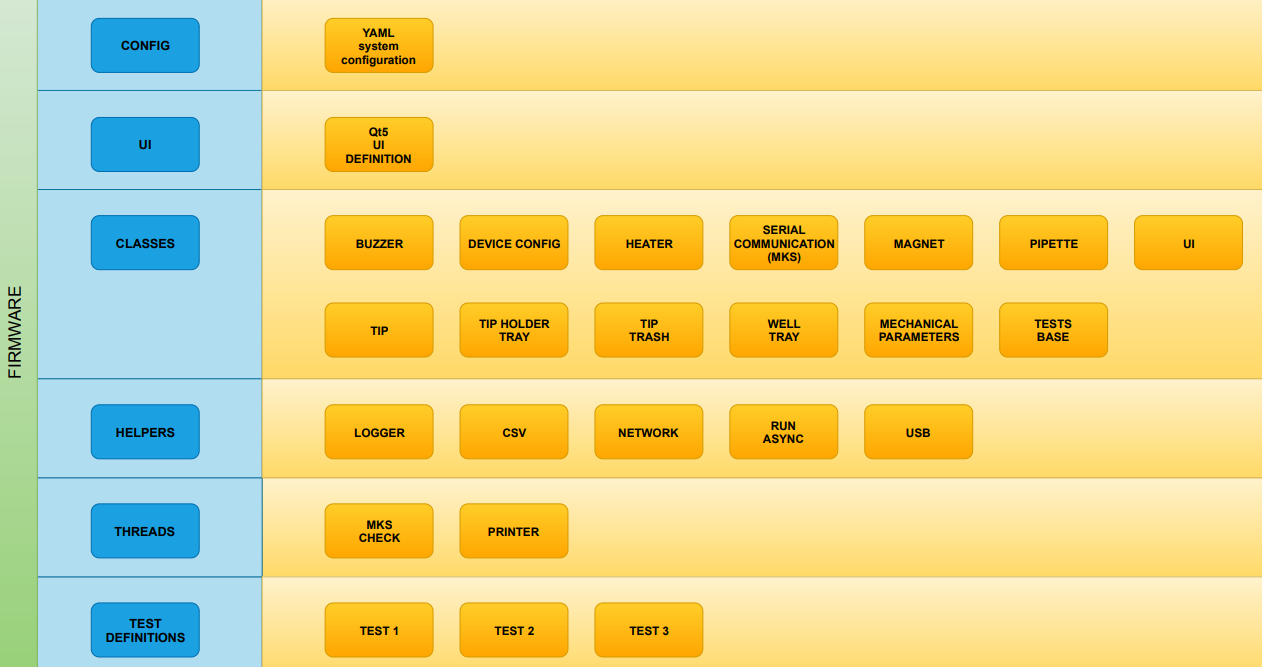 FIRMWARE
CONFIG
YAML
system
configuration
UI
Qt5
UI
DEFINITION
CLASSES
BUZZER
DEVICE CONFIG
HEATER
SERIAL
COMMUNICATION
(MKS)
MAGNET
PIPETTE
UI
TIP
TIP HOLDER
TRAY
TIP
TRASH
WELL
TRAY
MECHANICAL
PARAMETERS
TESTS
BASE
HELPERS
LOGGER
CSV
NETWORK
RUN
ASYNC
USB
THREADS
MKS
CHECK
PRINTER
TEST
DEFINITIONS
TEST 1
TEST 2
TEST 3